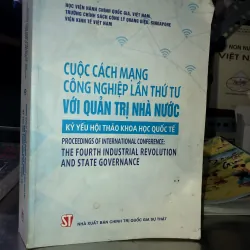 HỌC VIỆN HÀNH CHÍNH QUỐC GIA, VIỆT NAM
TRƯỜNG CHÍNH SÁCH CÔNG LÝ QUANG DIỆU, SINGAPORE
VIỆN KINH TẾ VIỆT NAM
CUỘC CÁCH MẠNG
CÔNG NGHIỆP LẦN THỨ TƯ
VỚI QUẢN TRỊ NHÀ NƯỚC
KỶ YẾU HỘI THẢO KHOA HỌC QUỐC TẾ
PROCEEDINGS OF INTERNATIONAL CONFERENCE:
THE FOURTH INDUSTRIAL REVOLUTION
AND STATE GOVERNANCE
ST
NHÀ XUẤT BẢN CHÍNH TRỊ QUỐC GIA SỰ THẬT